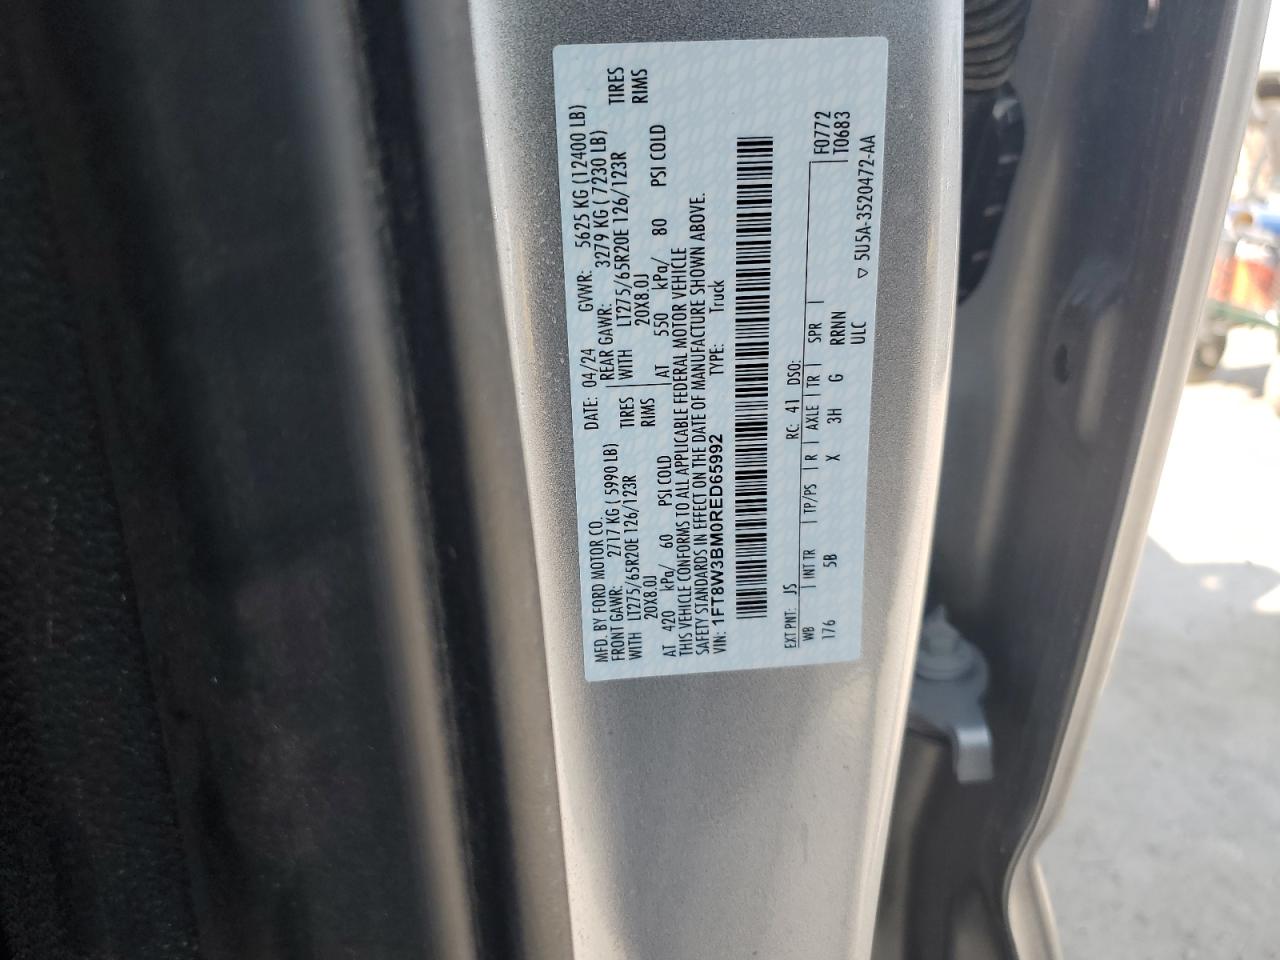 MFD. BY FORD MOTOR CO. DATE: 04/24 GVWR: 5625 KG (12400 LB)
FRONT GAWR: 2717 KG ( 5990 LB) REAR GAWR: 3279 KG ( 7230 LB)
WITH LT275/65R20E 126/123R TIRES WITH LT275/65R20E 126/123R TIRES
20X8.0J RIMS 20X8.0J RIMS
AT 420 kPa/ 60 PSI COLD AT 550 kPa/ 80 PSI COLD
THIS VEHICLE CONFORMS TO ALL APPLICABLE FEDERAL MOTOR VEHICLE
SAFETY STANDARDS IN EFFECT ON THE DATE OF MANUFACTURE SHOWN ABOVE.
VIN: 1FT8W3BM0RED65992 TYPE: Truck
EXT PNT: JS RC: 41 DSO:
WB INT TR TP/PS R AXLE TR SPR F0772
176 5B X 3H G RRNN T0683
ULC ▽ 5U5A-3520472-AA